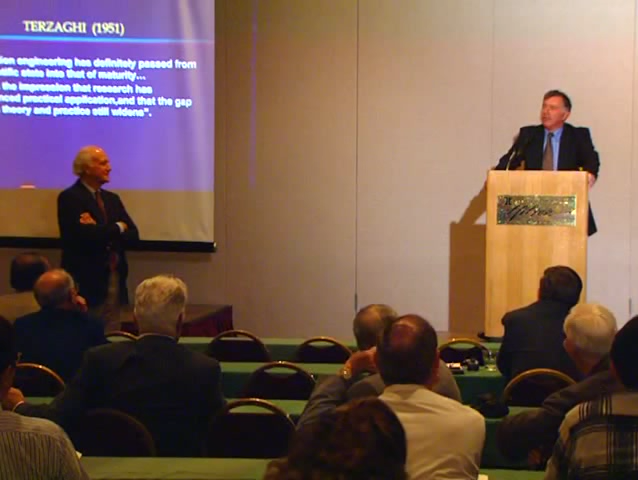 TERZAGHI (1951)
ion engineering has definitely passed from
tific state into that of maturity...
the impression that research has
nced practical application,and that the gap
theory and practice still widens".